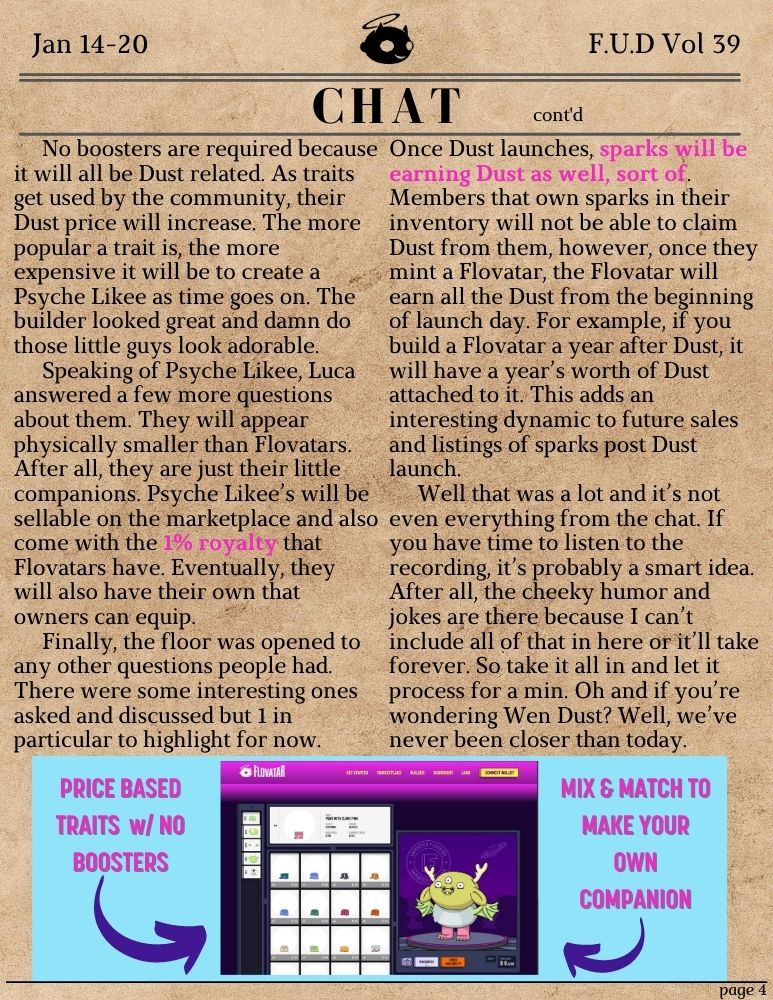 Jan 14-20
F.U.D Vol 39
CHAT
cont'd
No boosters are required because
it will all be Dust related. As traits
get used by the community, their
Dust price will increase. The more
popular a trait is, the more
expensive it will be to create a
Psyche Likee as time goes on. The
builder looked great and damn do
those little guys look adorable.
Speaking of Psyche Likee, Luca
answered a few more questions
about them. They will appear
physically smaller than Flovatars.
After all, they are just their little
companions. Psyche Likee's will be
sellable on the marketplace and also
come with the 1% royalty that
Flovatars have. Eventually, they
will also have their own that
owners can equip.
Finally, the floor was opened to
any other questions people had.
There were some interesting ones
asked and discussed but 1 in
particular to highlight for now.
Once Dust launches, sparks will be
earning Dust as well, sort of.
Members that own sparks in their
inventory will not be able to claim
Dust from them, however, once they
mint a Flovatar, the Flovatar will
earn all the Dust from the beginning
of launch day. For example, if you
build a Flovatar a year after Dust, it
will have a year's worth of Dust
attached to it. This adds an
interesting dynamic to future sales
and listings of sparks post Dust
launch.
Well that was a lot and it's not
even everything from the chat. If
you have time to listen to the
recording, it's probably a smart idea.
After all, the cheeky humor and
jokes are there because I can't
include all of that in here or it'll take
forever. So take it all in and let it
process for a min. Oh and if you're
wondering Wen Dust? Well, we've
never been closer than today.
PRICE BASED
TRAITS w/ NO
BOOSTERS
FLOVATAR
GET STARTED MARKETPLACE BUILDER
CONNECT WALLET
MIX & MATCH TO
MAKE YOUR
OWN
COMPANION
page 4